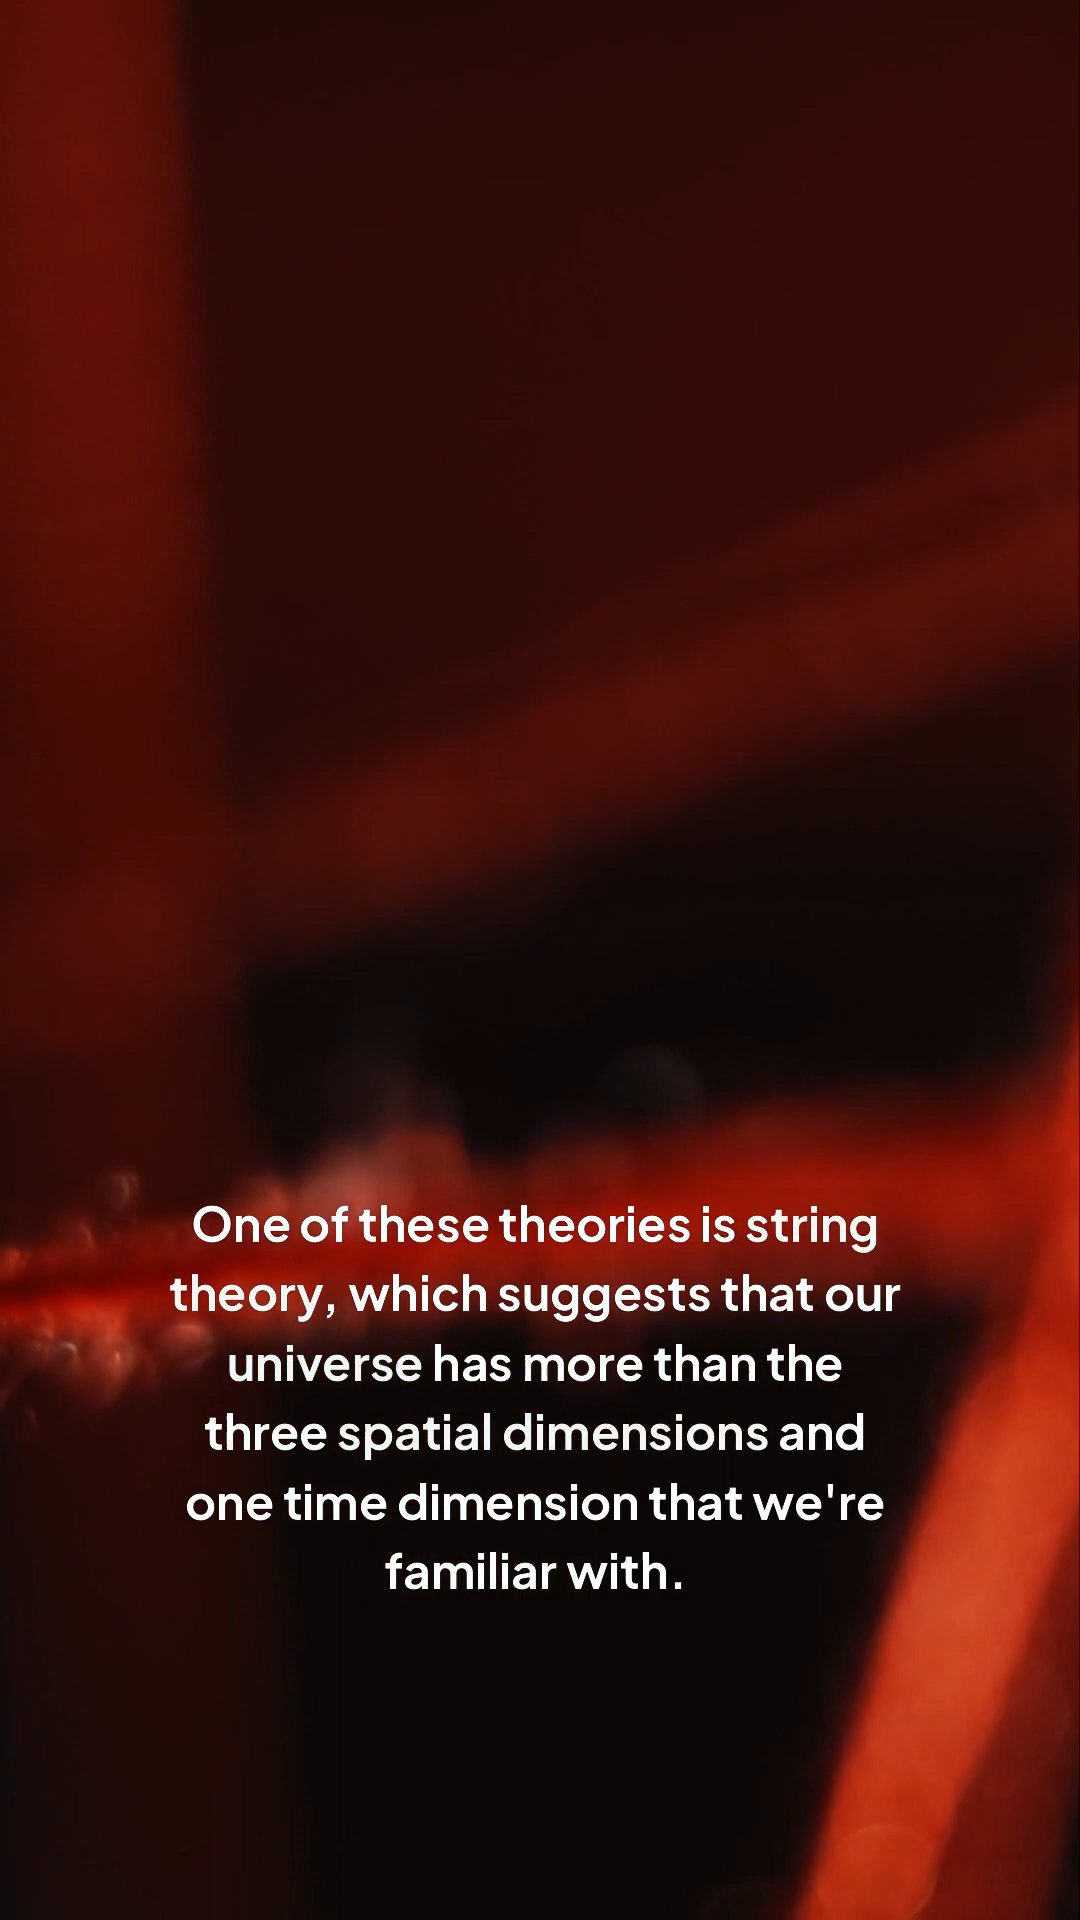 One of these theories is string
theory, which suggests that our
universe has more than the
three spatial dimensions and
one time dimension that we're
familiar with.